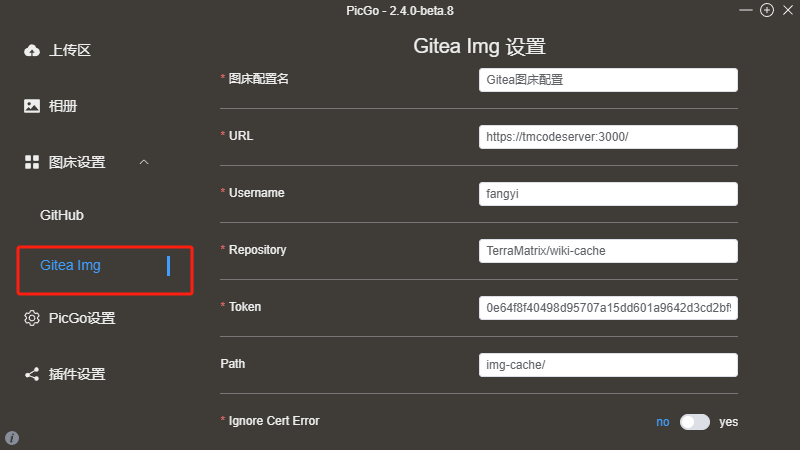 PicGo - 2.4.0-beta.8
上传区
相册
图床设置
GitHub
Gitea Img
PicGo设置
插件设置
Gitea Img 设置
* 图床配置名
Gitea图床配置
* URL
https://tmcodeserver:3000/
* Username
fangyi
* Repository
TerraMatrix/wiki-cache
* Token
0e64f8f40498d95707a15dd601a9642d3cd2bf5
Path
img-cache/
* Ignore Cert Error
no
yes